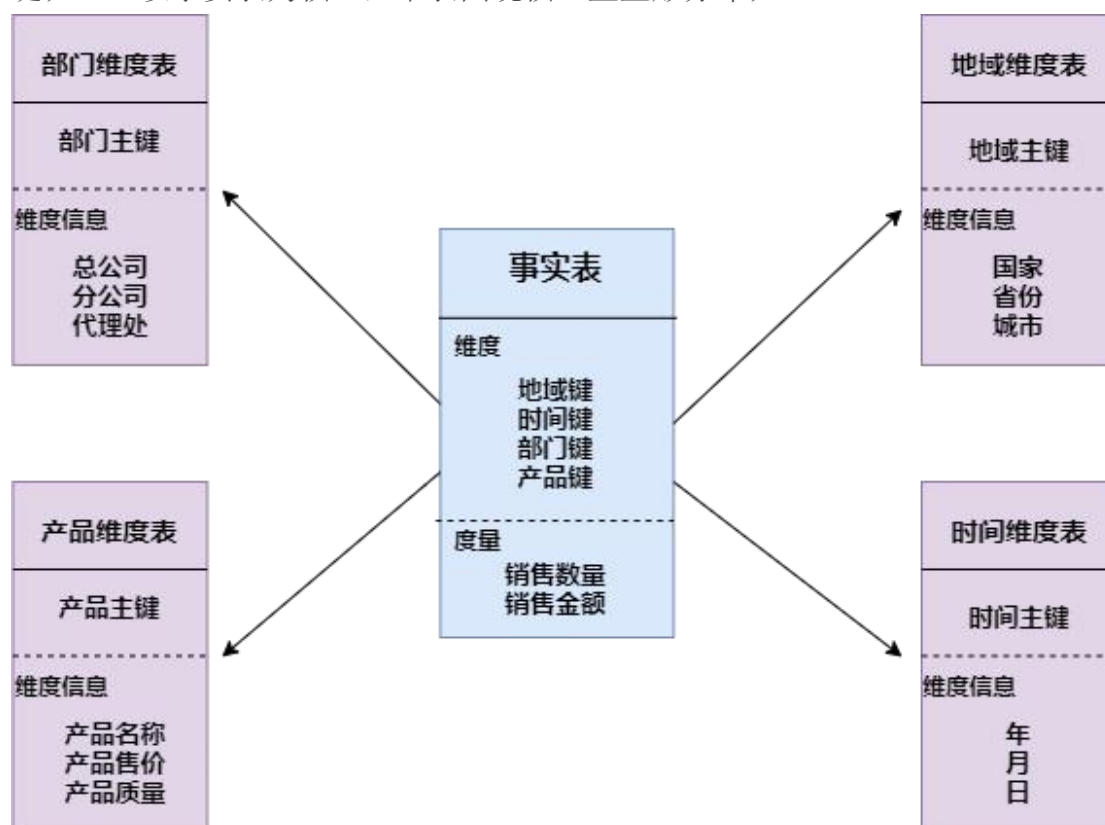 部门维度表
部门主键
维度信息
总公司
分公司
代理处
地域维度表
地域主键
维度信息
国家
省份
城市
事实表
维度
地域键
时间键
部门键
产品键
度量
销售数量
销售金额
产品维度表
产品主键
维度信息
产品名称
产品售价
产品质量
时间维度表
时间主键
维度信息
年
月
日